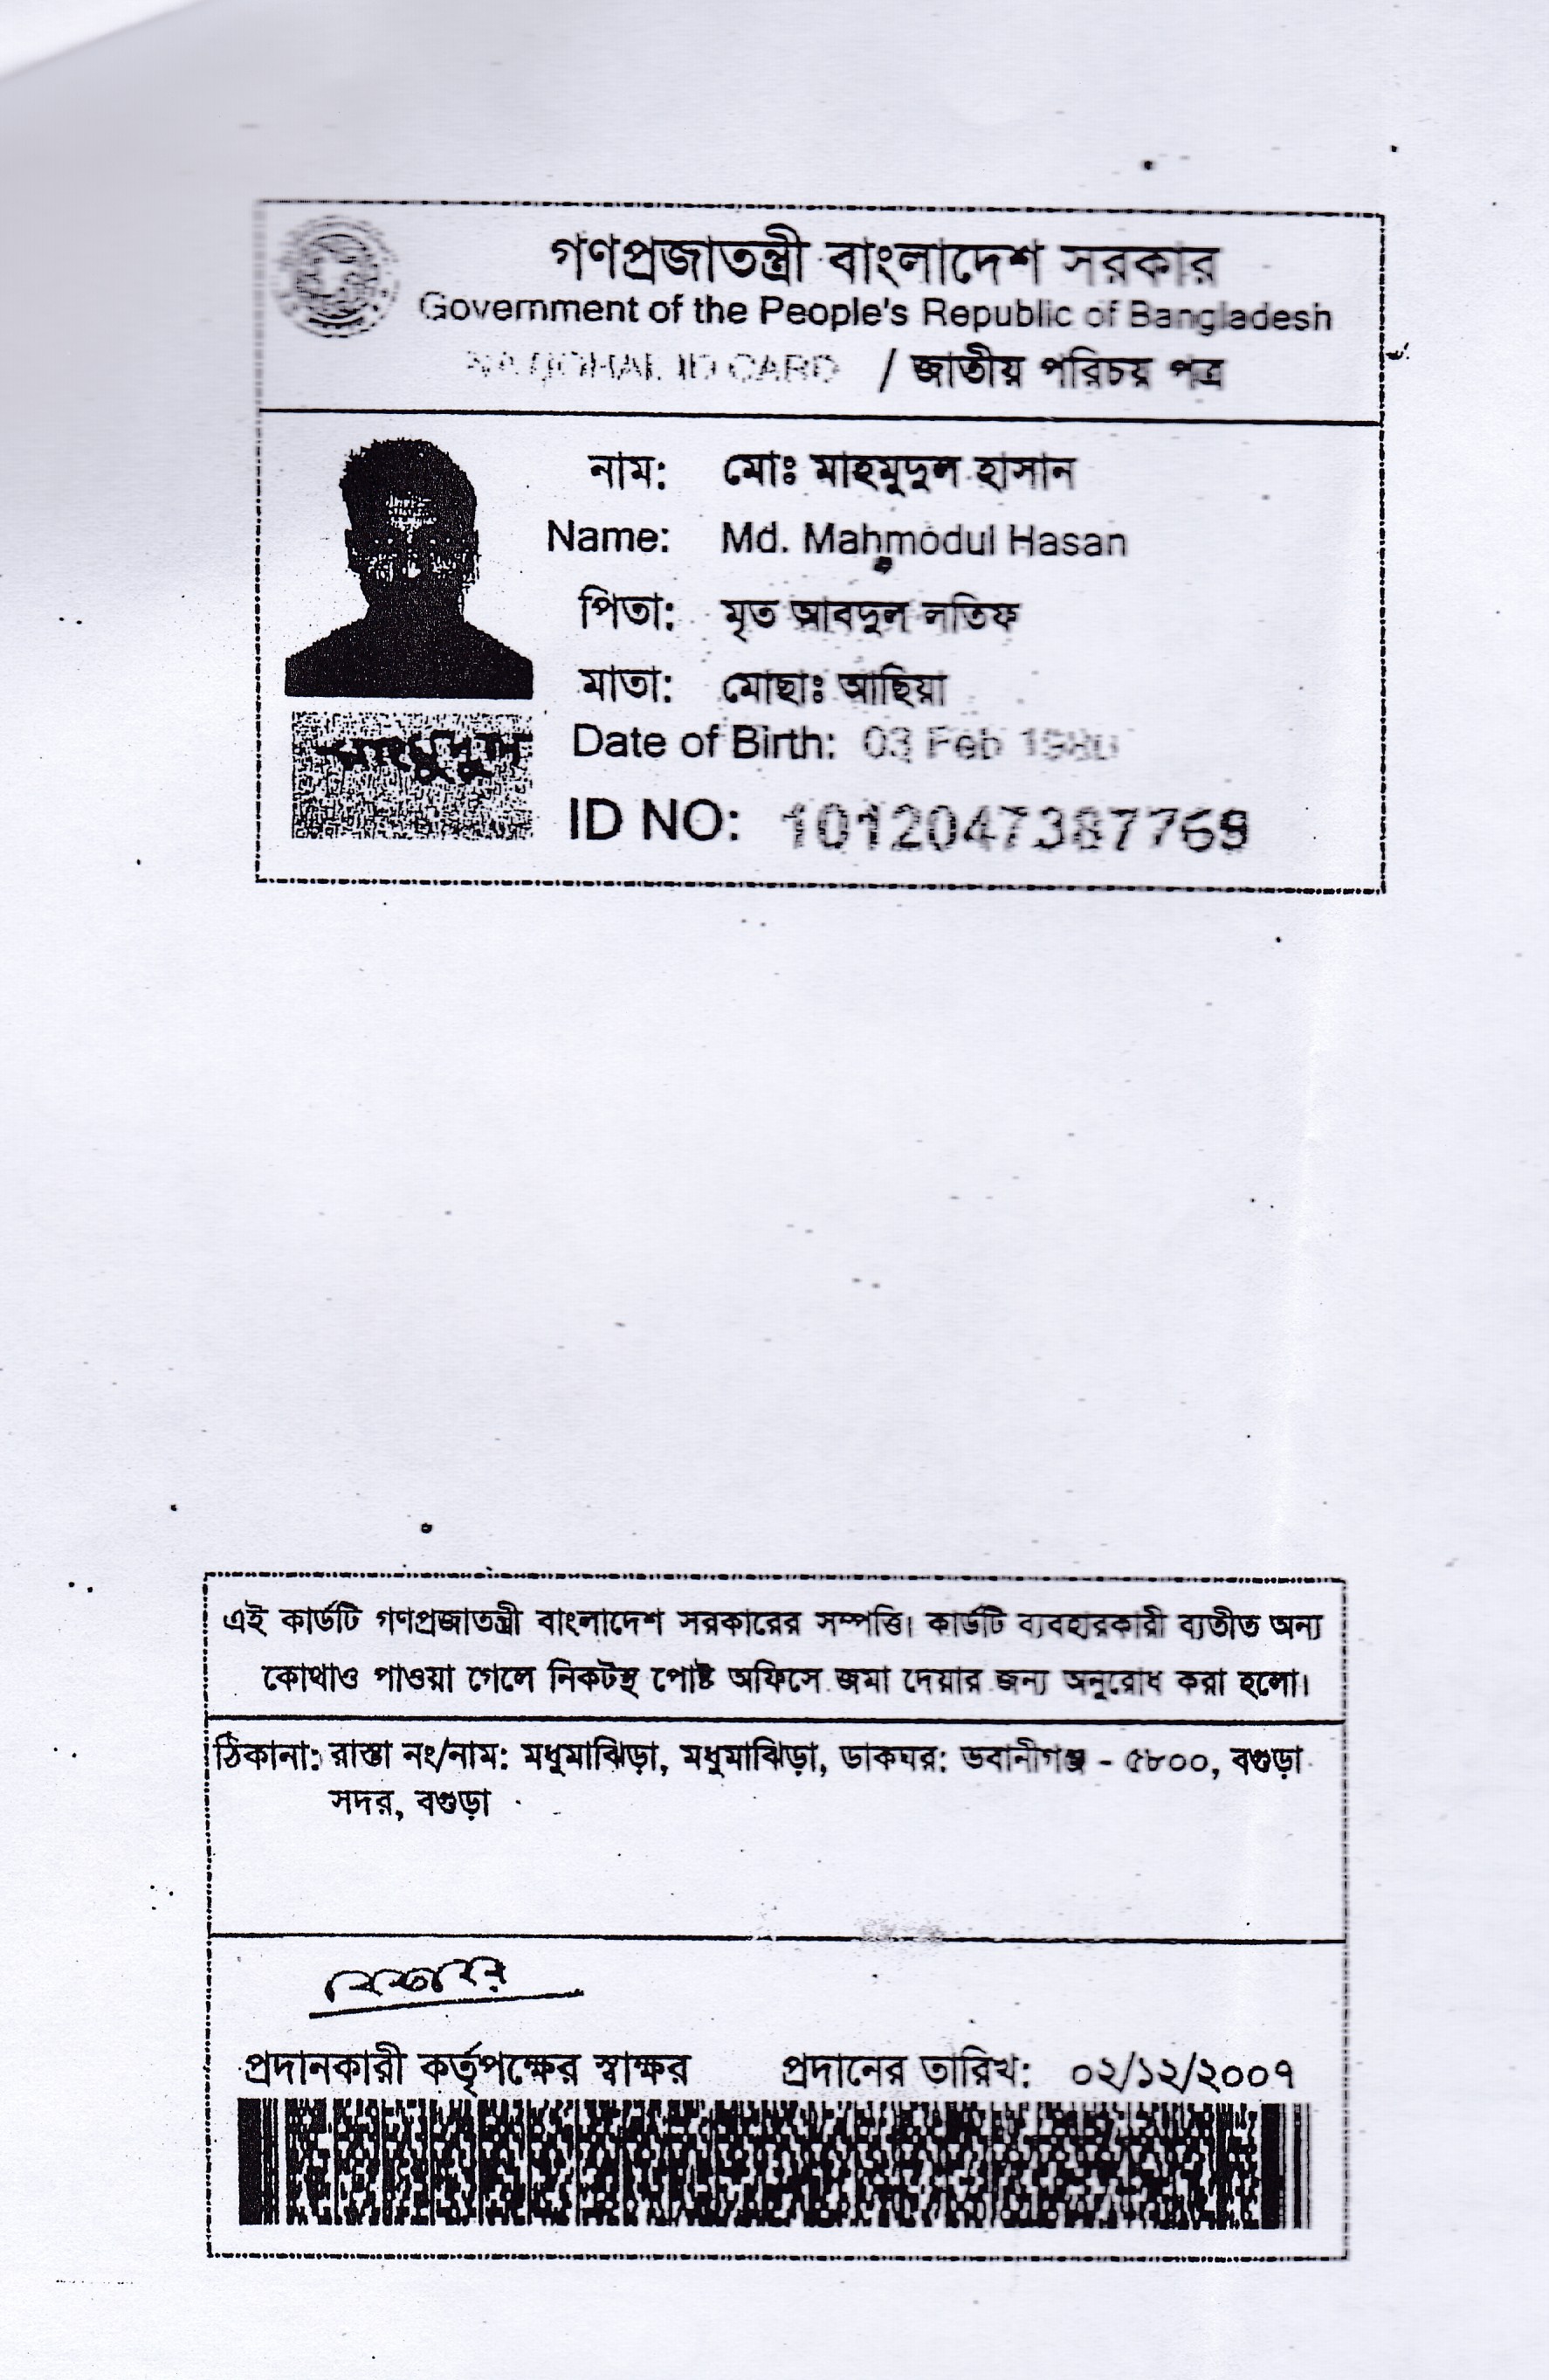 গণপ্রজাতন্ত্রী বাংলাদেশ সরকার
Government of the People's Republic of Bangladesh
NATIONAL ID CARD / জাতীয় পরিচয় পত্র
নাম: মোঃ মাহমুদুল হাসান
Name: Md. Mahmodul Hasan
পিতা: মৃত আবদুল লতিফ
মাতা: মোছাঃ আছিয়া
মাহমুদুল
Date of Birth: 03 Feb
ID NO: 1012047387769
এই কার্ডটি গণপ্রজাতন্ত্রী বাংলাদেশ সরকারের সম্পত্তি। কার্ডটি ব্যবহারকারী ব্যতীত অন্য
কোথাও পাওয়া গেলে নিকটস্থ পোষ্ট অফিসে জমা দেয়ার জন্য অনুরোধ করা হলো।
ঠিকানা: রাস্তা নং/নাম: মধুমাঝিড়া, মধুমাঝিড়া, ডাকঘর: ভবানীগঞ্জ - ৫৮০০, বগুড়া
সদর, বগুড়া
প্রদানকারী কর্তৃপক্ষের স্বাক্ষর প্রদানের তারিখ: ০২/১২/২০০৭